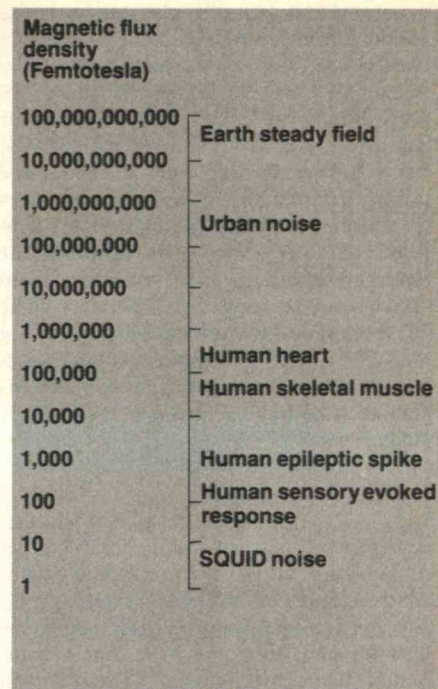 Magnetic flux
density
(Femtotesla)
100,000,000,000
Earth steady field
10,000,000,000
1,000,000,000
Urban noise
100,000,000
10,000,000
1,000,000
Human heart
100,000
Human skeletal muscle
10,000
1,000 Human epileptic spike
100 Human sensory evoked
response
10
SQUID noise
1